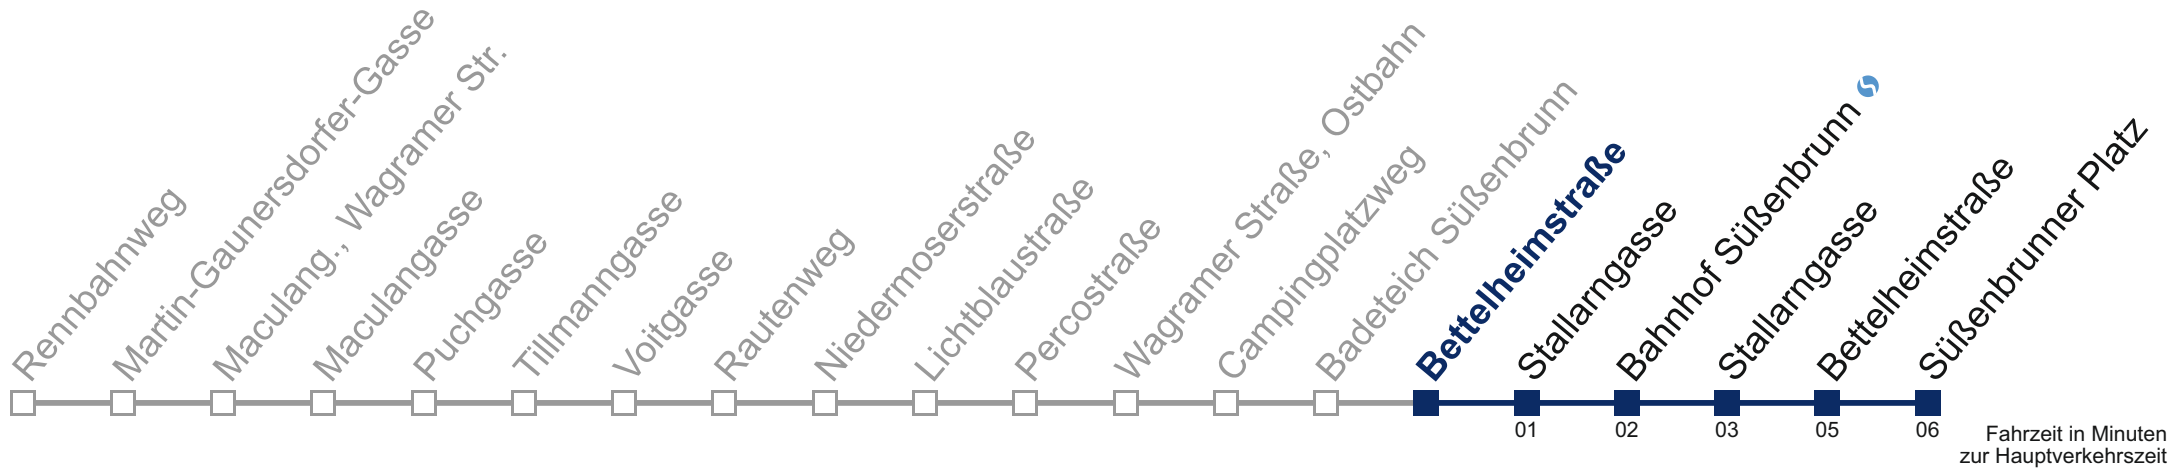 Rennbahnweg
Martin-Gaunersdorfer-Gasse
Maculang., Wagramer Str.
Maculangasse
Puchgasse
Tillmanngasse
Voitgasse
Rautenweg
Niedermoserstraße
Lichtblaustraße
Percostraße
Wagramer Straße, Ostbahn
Campingplatzweg
Badeteich Süßenbrunn
Bettelheimstraße
Stallarngasse
Bahnhof Süßenbrunn
Stallarngasse
Bettelheimstraße
Süßenbrunner Platz
01 02 03 05 06
Fahrzeit in Minuten
zur Hauptverkehrszeit